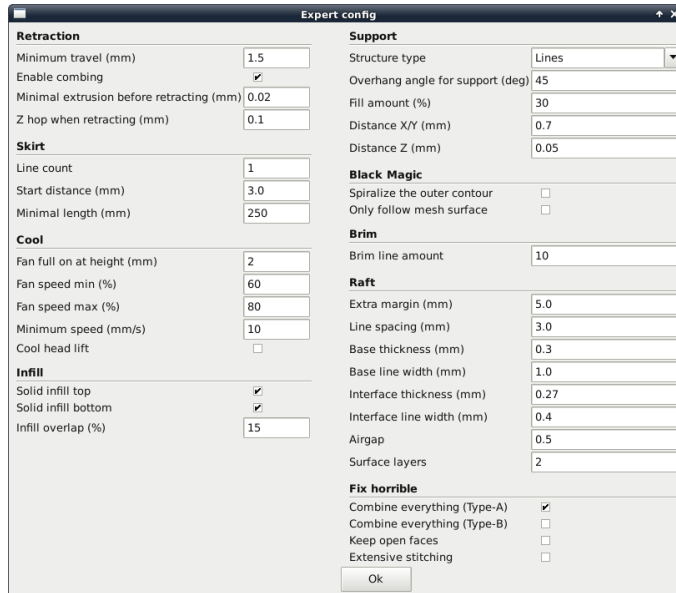 Expert config
Retraction
Minimum travel (mm) 1.5
Enable combing
Minimal extrusion before retracting (mm) 0.02
Z hop when retracting (mm) 0.1
Skirt
Line count 1
Start distance (mm) 3.0
Minimal length (mm) 250
Cool
Fan full on at height (mm) 2
Fan speed min (%) 60
Fan speed max (%) 80
Minimum speed (mm/s) 10
Cool head lift
Infill
Solid infill top
Solid infill bottom
Infill overlap (%) 15
Support
Structure type Lines
Overhang angle for support (deg) 45
Fill amount (%) 30
Distance X/Y (mm) 0.7
Distance Z (mm) 0.05
Black Magic
Spiralize the outer contour
Only follow mesh surface
Brim
Brim line amount 10
Raft
Extra margin (mm) 5.0
Line spacing (mm) 3.0
Base thickness (mm) 0.3
Base line width (mm) 1.0
Interface thickness (mm) 0.27
Interface line width (mm) 0.4
Airgap 0.5
Surface layers 2
Fix horrible
Combine everything (Type-A)
Combine everything (Type-B)
Keep open faces
Extensive stitching
Ok